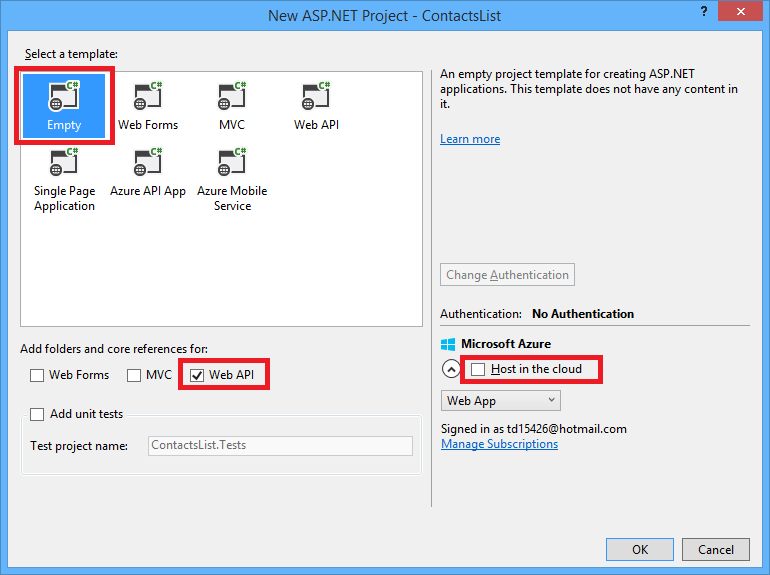 New ASP.NET Project - ContactsList
?
Select a template:
C# C# C# C#
Empty Web Forms MVC Web API
C# C# C#
Single Page Azure API App Azure Mobile
Application Service
An empty project template for creating ASP.NET
applications. This template does not have any content in
it.
Learn more
Change Authentication
Authentication: No Authentication
Microsoft Azure
Host in the cloud
Web App
Signed in as td15426@hotmail.com
Manage Subscriptions
Add folders and core references for:
Web Forms MVC Web API
Add unit tests
Test project name: ContactsList.Tests
OK Cancel